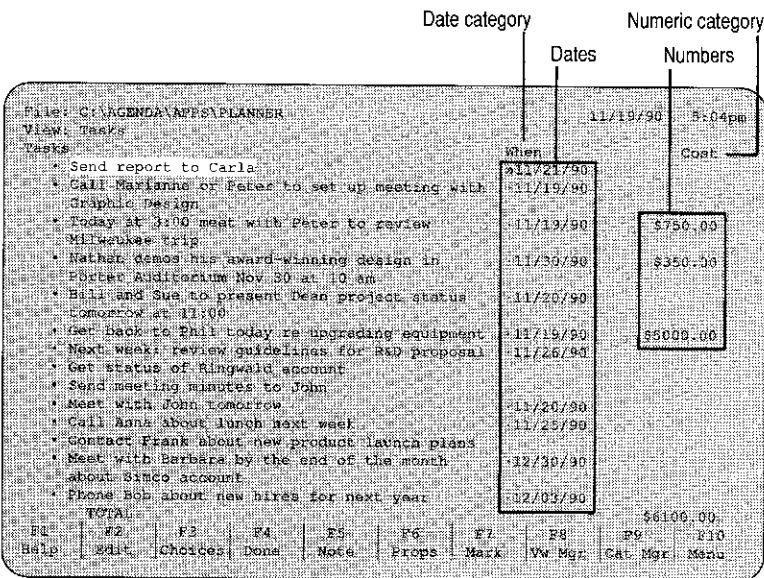 Date category Numeric category
Dates Numbers
File: C:\AGENDA\APPS\PLANNER 11/19/90 5:04pm
View: Tasks
Tasks When Cost
• Send report to Carla »11/21/90
• Call Marianne or Peter to set up meeting with ·11/19/90
Graphic Design
• Today at 3:00 meet with Peter to review ·11/19/90 $750.00
Milwaukee trip
• Nathan demos his award-winning design in ·11/30/90 $350.00
Porter Auditorium Nov 30 at 10 am
• Bill and Sue to present Dean project status ·11/20/90
tomorrow at 11:00
• Get back to Phil today re upgrading equipment ·11/19/90 $5000.00
• Next week: review guidelines for R&D proposal ·11/26/90
• Get status of Ringwald account
• Send meeting minutes to John
• Meet with John tomorrow ·11/20/90
• Call Anna about lunch next week ·11/25/90
• Contact Frank about new product launch plans
• Meet with Barbara by the end of the month ·12/30/90
about Simco account
• Phone Bob about new hires for next year ·12/03/90
TOTAL $6100.00
F1 F2 F3 F4 F5 F6 F7 F8 F9 F10
Help Edit Choices Done Note Props Mark Vw Mgr Cat Mgr Menu